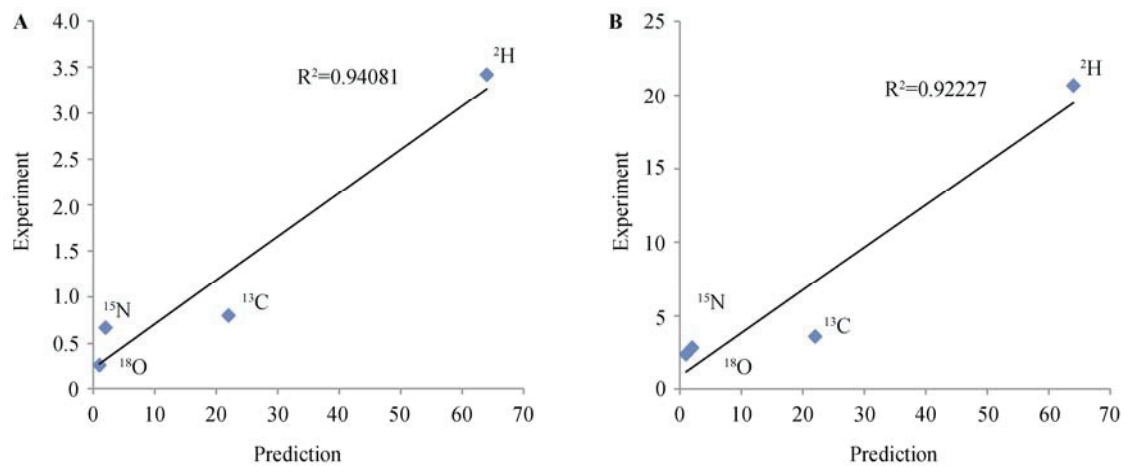 A
4.0
3.5
3.0
2.5
2.0
1.5
1.0
0.5
0
Experiment
R²=0.94081
²H
¹⁵N
¹³C
¹⁸O
0 10 20 30 40 50 60 70
Prediction
B
25
20
15
10
5
0
Experiment
R²=0.92227
²H
¹⁵N
¹³C
¹⁸O
0 10 20 30 40 50 60 70
Prediction